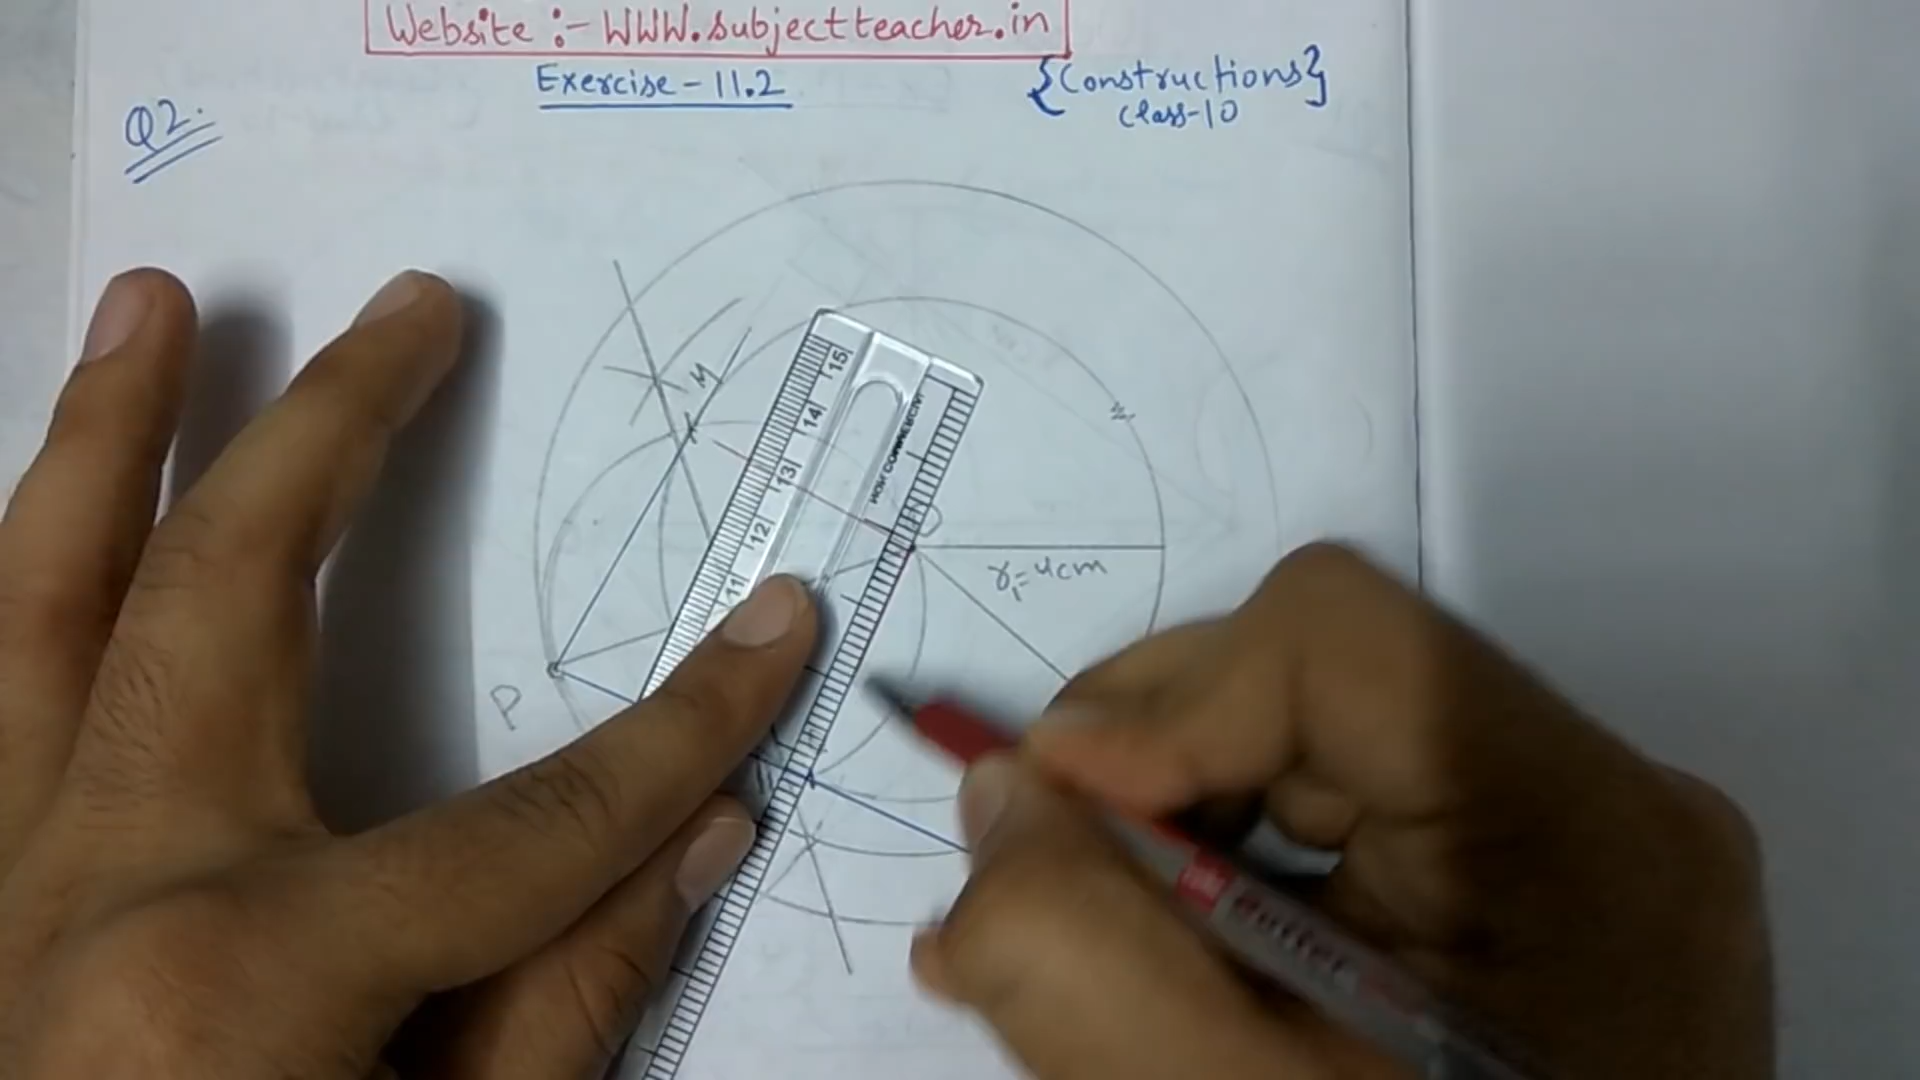 Website :- WWW.subjectteacher.in
Exercise - 11.2
{Constructions}
Class-10
Q2.
M
15
14
13
12
11
O
r₁=4cm
P